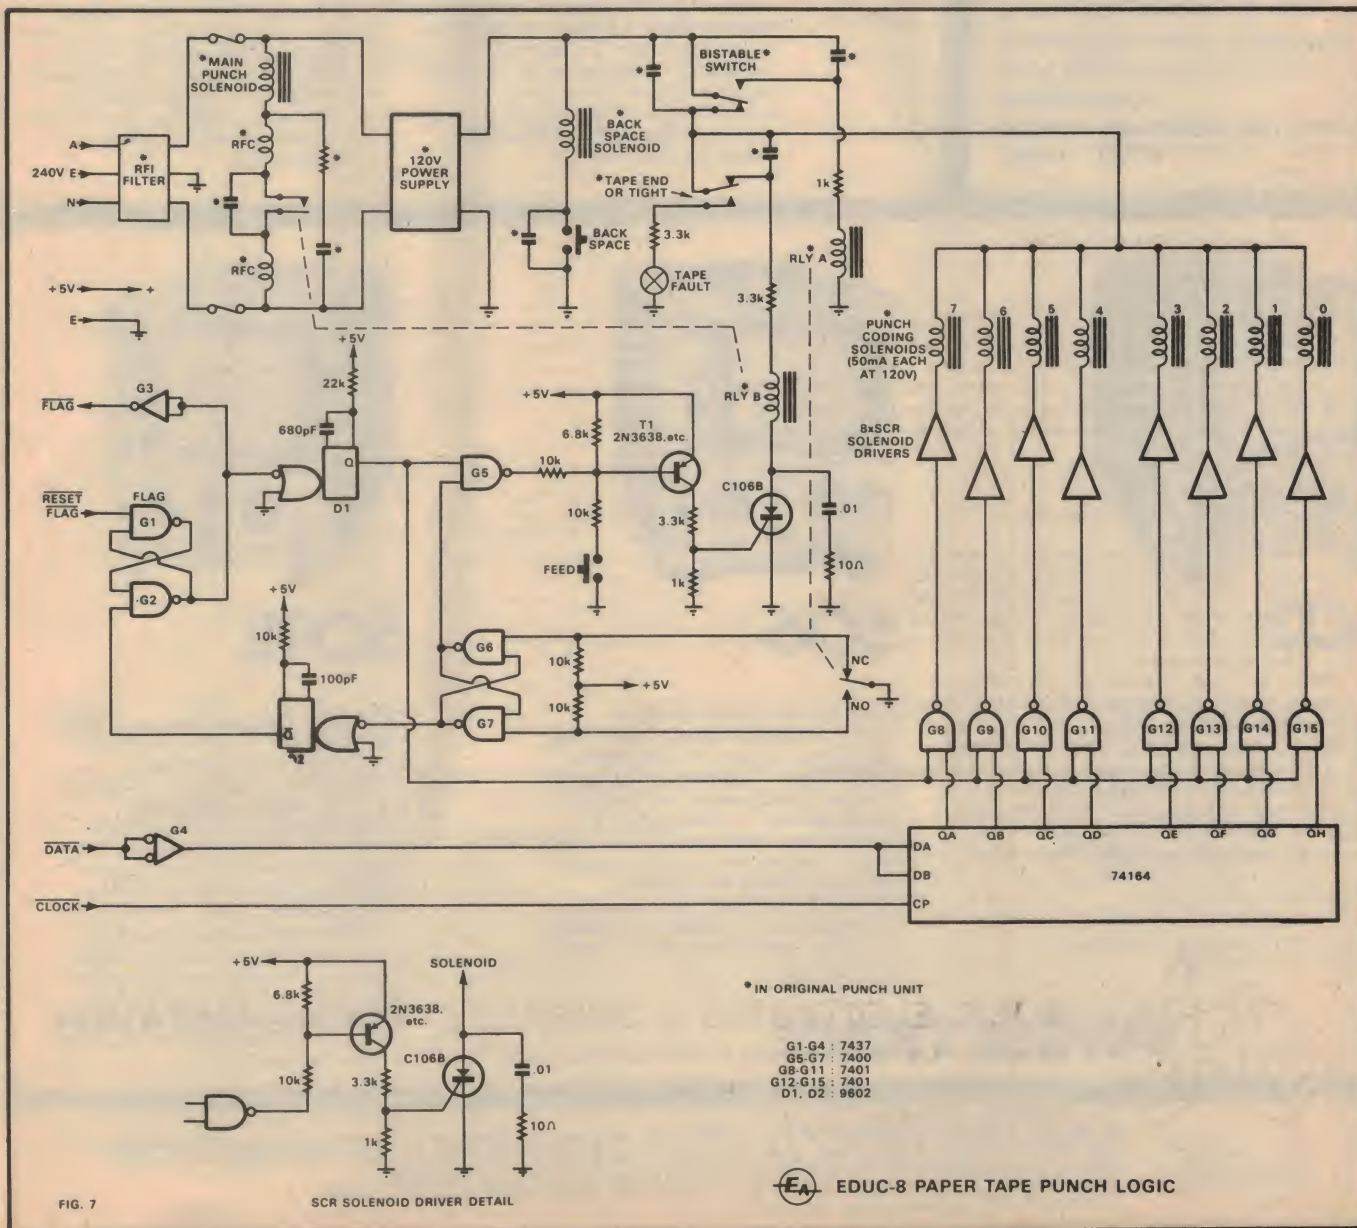 *MAIN
PUNCH
SOLENOID
*
RFC
*
*
*
RFC
*
A
240V E
N
*
RFI
FILTER
+5V
+
E
*
120V
POWER
SUPPLY
*
BACK
SPACE
SOLENOID
*
BACK
SPACE
*
BISTABLE*
SWITCH
*
*
*TAPE END
OR TIGHT
3.3k
TAPE
FAULT
1k
*
RLY A
3.3k
*
RLY B
*
PUNCH
CODING
SOLENOIDS
(50mA EACH
AT 120V)
7
6
5
4
3
2
1
0
8xSCR
SOLENOID
DRIVERS
G3
FLAG
RESET
FLAG
FLAG
G1
G2
+5V
22k
680pF
Q
D1
G5
10k
+5V
6.8k
10k
FEED
T1
2N3638.etc.
3.3k
1k
C106B
.01
10Ω
+5V
10k
100pF
Q
G6
G7
10k
10k
+5V
NC
NO
G8
G9
G10
G11
G12
G13
G14
G15
QA
QB
QC
QD
QE
QF
QG
QH
DA
DB
CP
74164
DATA
G4
CLOCK
+5V
6.8k
10k
2N3638.
etc.
3.3k
1k
SOLENOID
C106B
.01
10Ω
*IN ORIGINAL PUNCH UNIT
G1-G4 : 7437
G5-G7 : 7400
G8-G11 : 7401
G12-G15 : 7401
D1, D2 : 9602
FIG. 7
SCR SOLENOID DRIVER DETAIL
EA EDUC-8 PAPER TAPE PUNCH LOGIC